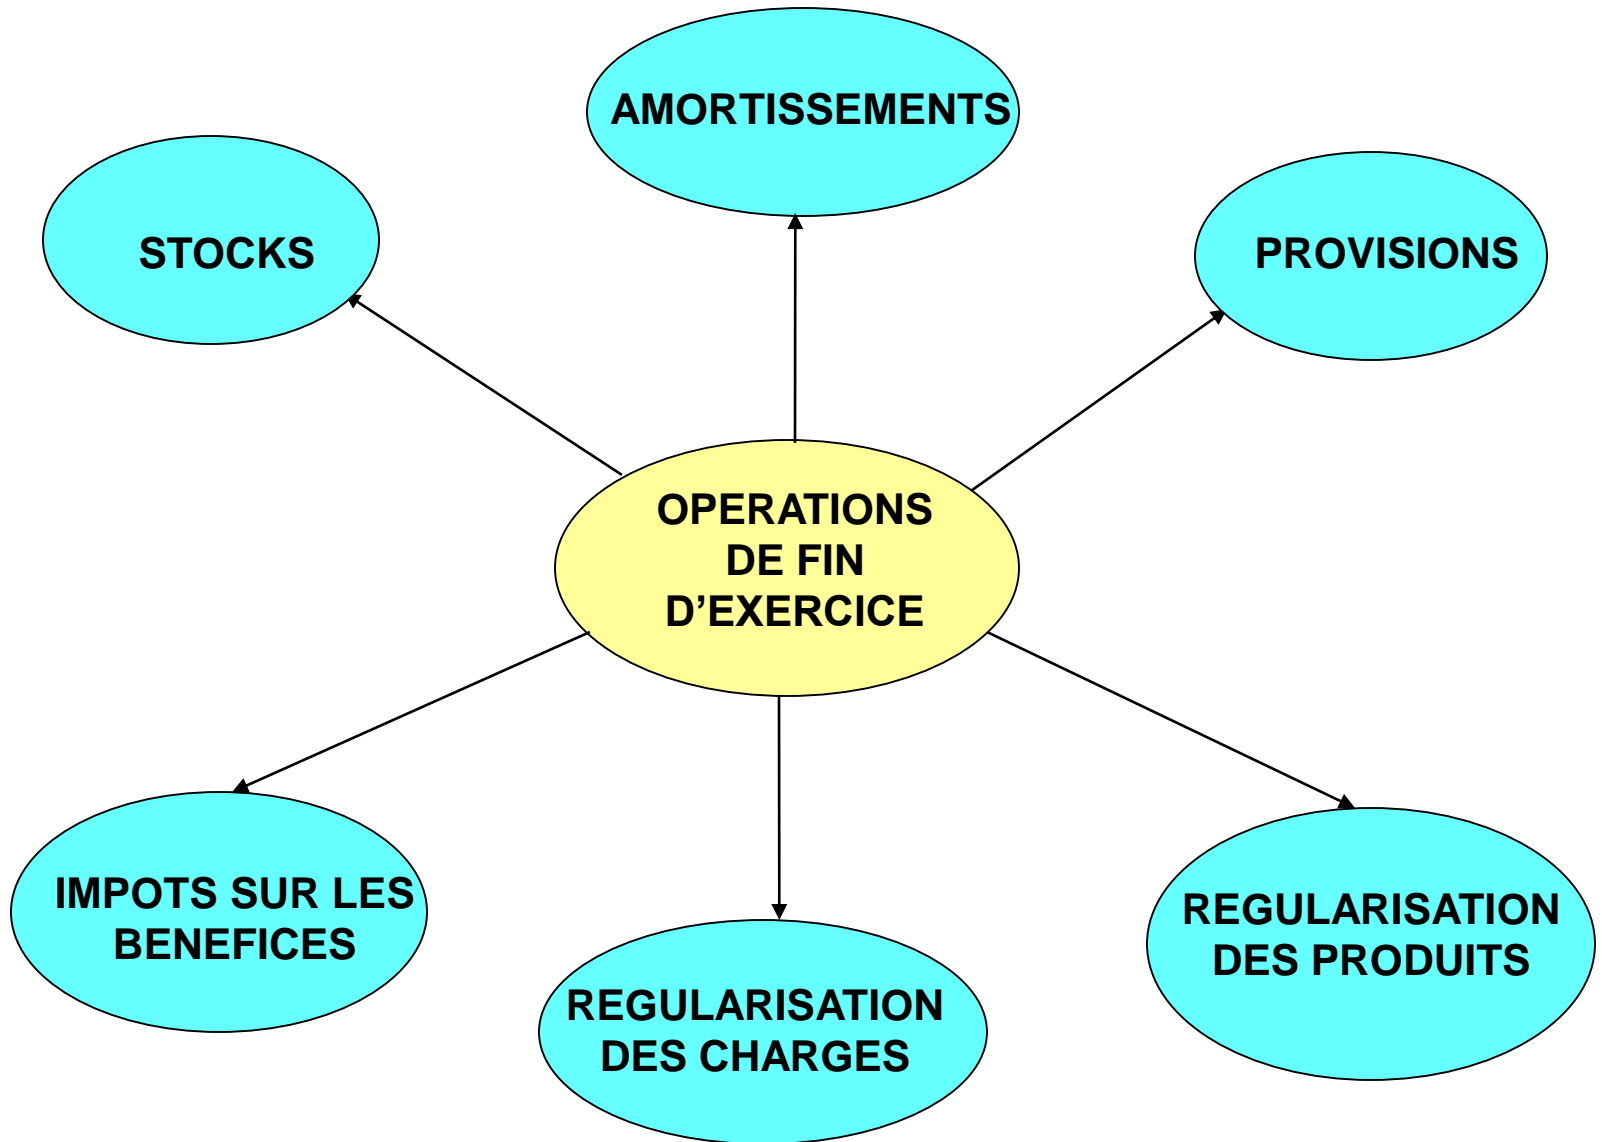 AMORTISSEMENTS
STOCKS
PROVISIONS
OPERATIONS
DE FIN
D’EXERCICE
IMPOTS SUR LES
BENEFICES
REGULARISATION
DES CHARGES
REGULARISATION
DES PRODUITS